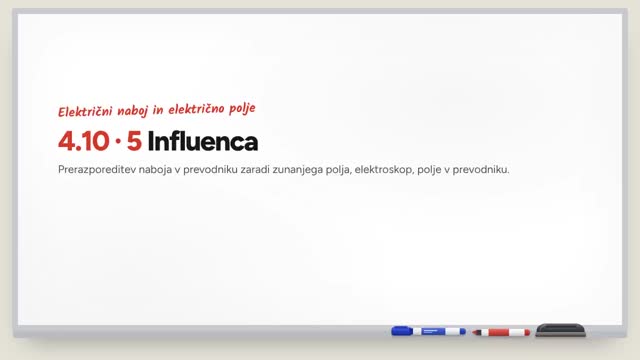 Električni naboj in električno polje
4.10 · 5 Influenca
Prerazporeditev naboja v prevodniku zaradi zunanjega polja, elektroskop, polje v prevodniku.